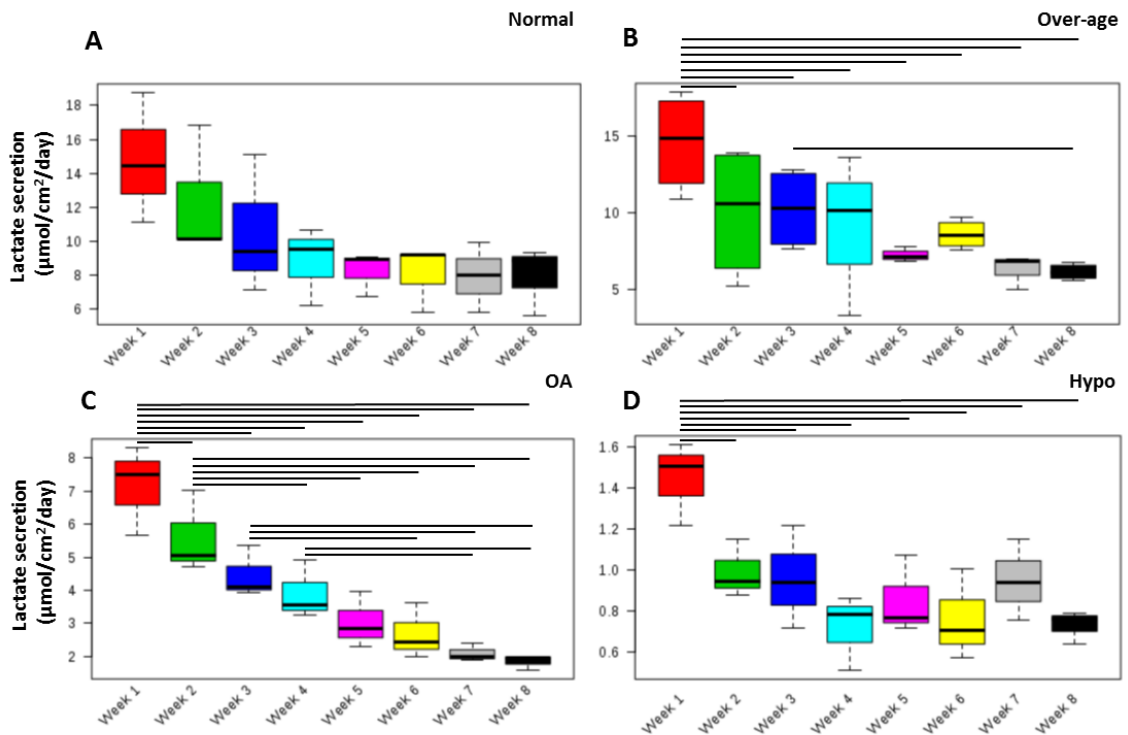 Normal
A
Lactate secretion
(µmol/cm²/day)
18
16
14
12
10
8
6
Week 1
Week 2
Week 3
Week 4
Week 5
Week 6
Week 7
Week 8
Over-age
B
15
10
5
Week 1
Week 2
Week 3
Week 4
Week 5
Week 6
Week 7
Week 8
OA
C
Lactate secretion
(µmol/cm²/day)
8
7
6
5
4
3
2
Week 1
Week 2
Week 3
Week 4
Week 5
Week 6
Week 7
Week 8
Hypo
D
1.6
1.4
1.2
1.0
0.8
0.6
Week 1
Week 2
Week 3
Week 4
Week 5
Week 6
Week 7
Week 8